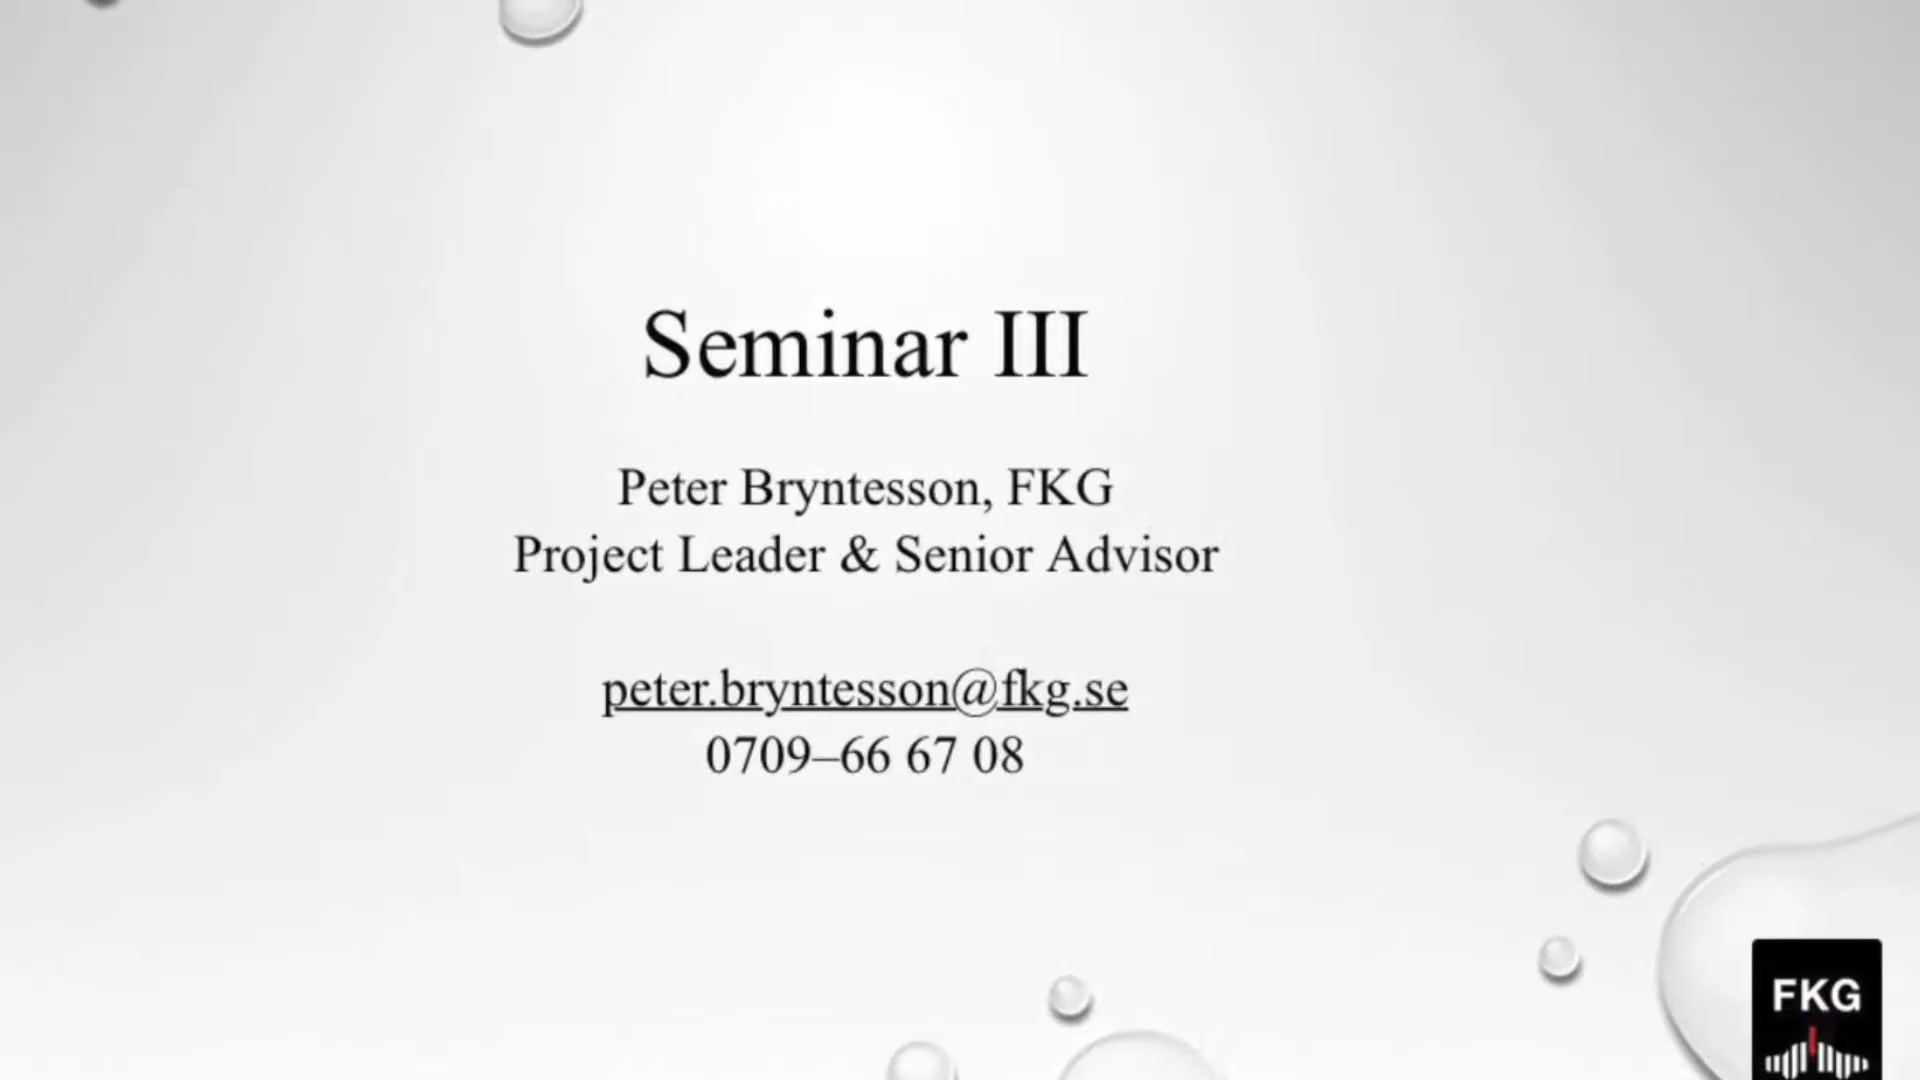 Seminar III
Peter Bryntesson, FKG
Project Leader & Senior Advisor
peter.bryntesson@fkg.se
0709–66 67 08
FKG